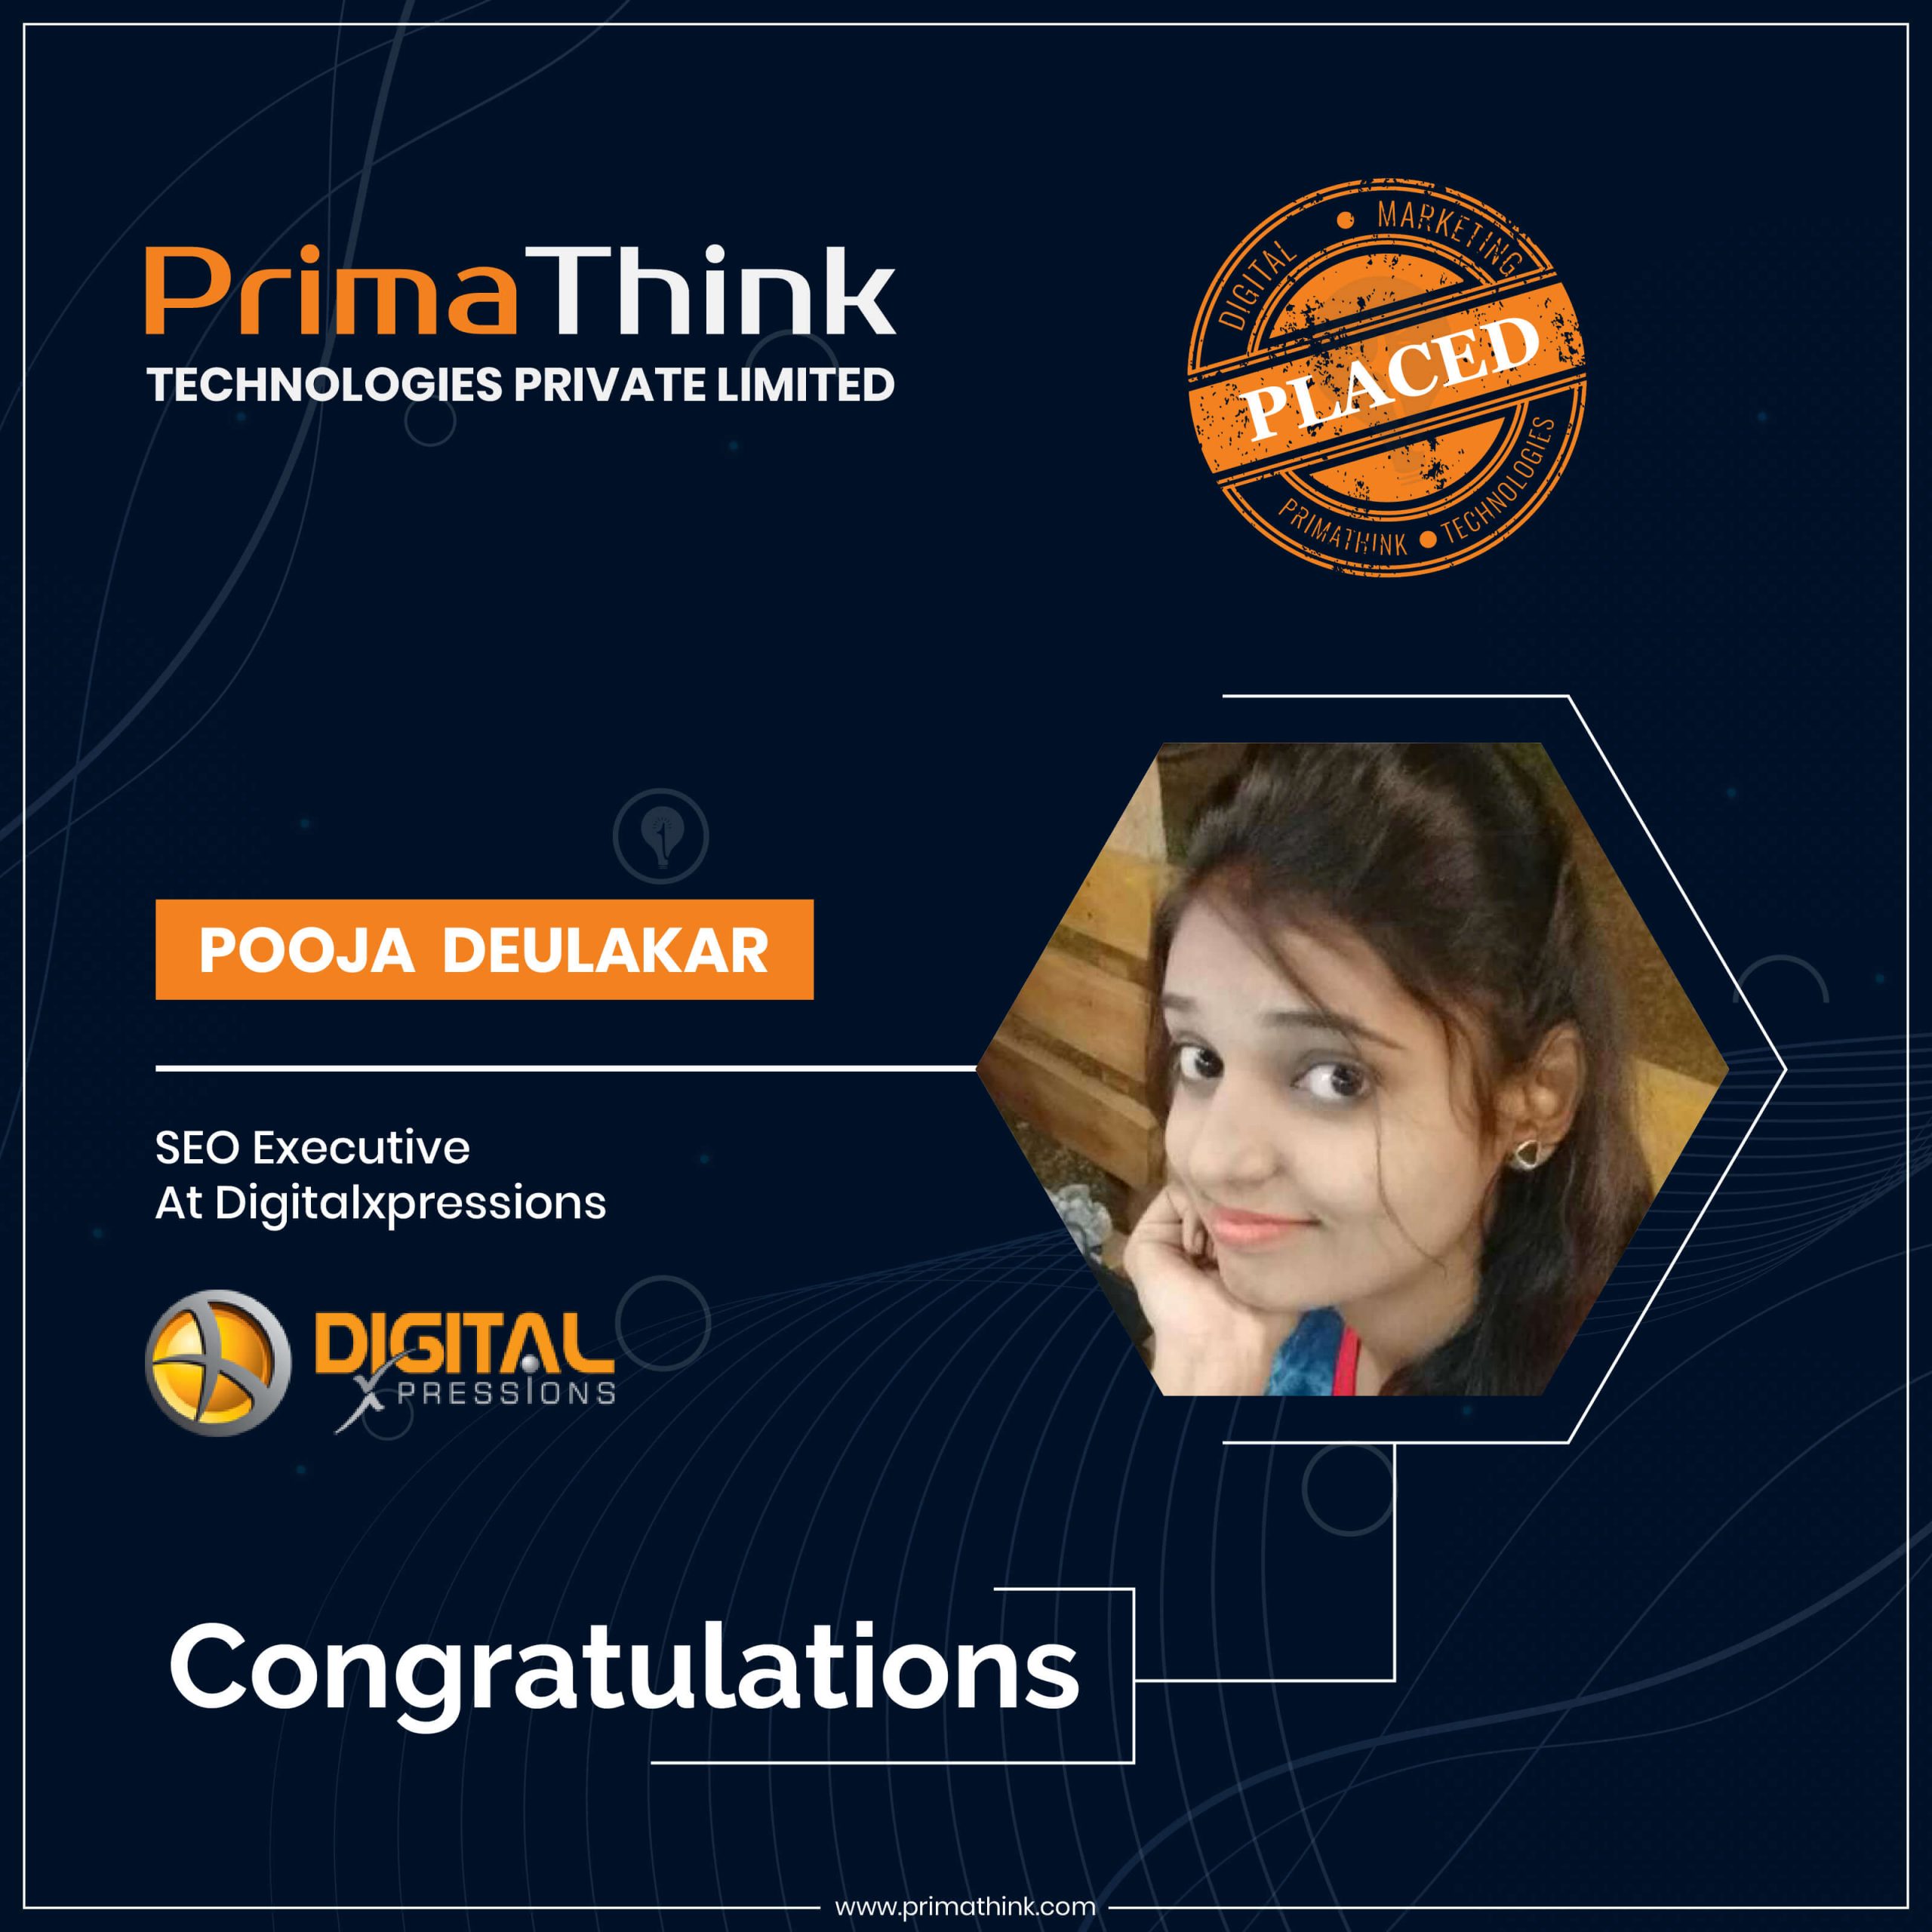 PrimaThink
TECHNOLOGIES PRIVATE LIMITED
DIGITAL • MARKETING
PLACED
PRIMATHINK • TECHNOLOGIES
POOJA DEULAKAR
SEO Executive
At Digitalxpressions
DIGITAL
XPRESSIONS
Congratulations
www.primathink.com